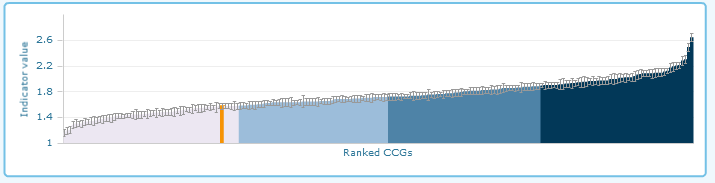 Indicator value
2.6
2.2
1.8
1.4
1
Ranked CCGs